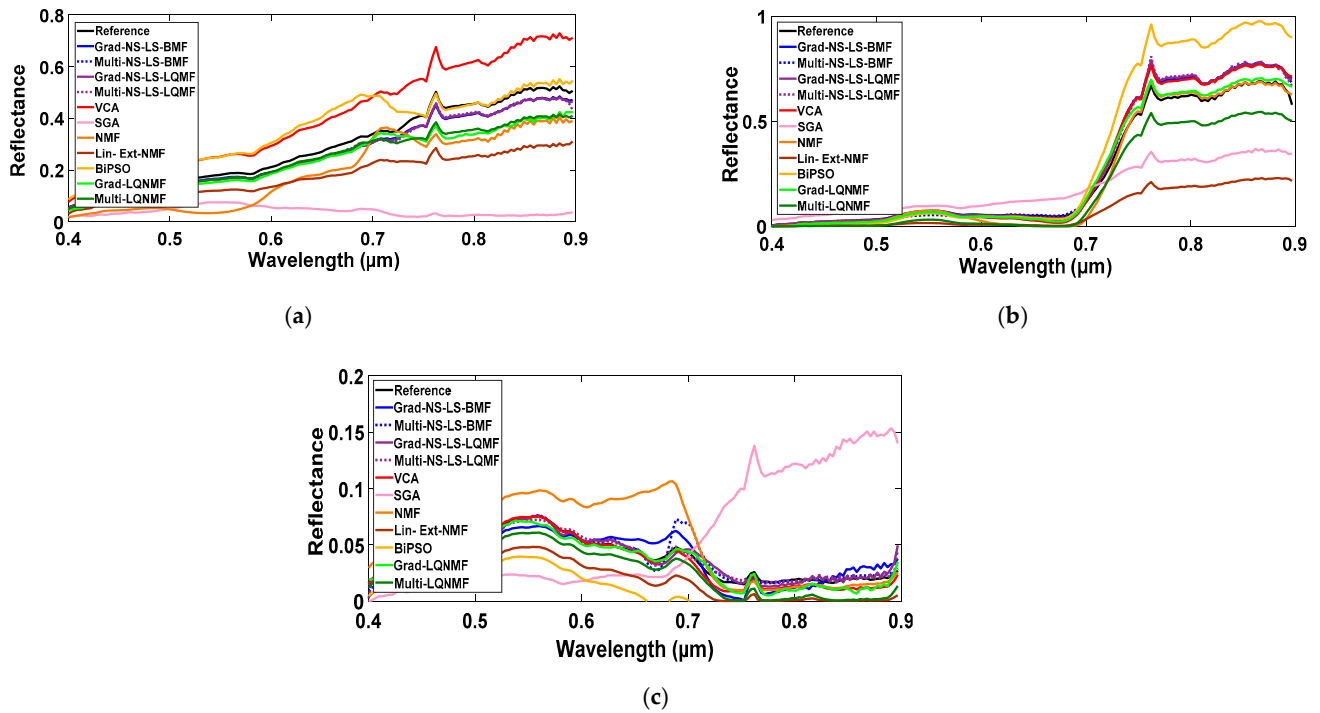 0.8
0.6
0.4
0.2
0
Reflectance
Reference
Grad-NS-LS-BMF
Multi-NS-LS-BMF
Grad-NS-LS-LQMF
Multi-NS-LS-LQMF
VCA
SGA
NMF
Lin- Ext-NMF
BiPSO
Grad-LQNMF
Multi-LQNMF
0.4 0.5 0.6 0.7 0.8 0.9
Wavelength (µm)
(a)
1
0.5
0
Reflectance
Reference
Grad-NS-LS-BMF
Multi-NS-LS-BMF
Grad-NS-LS-LQMF
Multi-NS-LS-LQMF
VCA
SGA
NMF
Lin- Ext-NMF
BiPSO
Grad-LQNMF
Multi-LQNMF
0.4 0.5 0.6 0.7 0.8 0.9
Wavelength (µm)
(b)
0.2
0.15
0.1
0.05
0
Reflectance
Reference
Grad-NS-LS-BMF
Multi-NS-LS-BMF
Grad-NS-LS-LQMF
Multi-NS-LS-LQMF
VCA
SGA
NMF
Lin- Ext-NMF
BiPSO
Grad-LQNMF
Multi-LQNMF
0.4 0.5 0.6 0.7 0.8 0.9
Wavelength (µm)
(c)